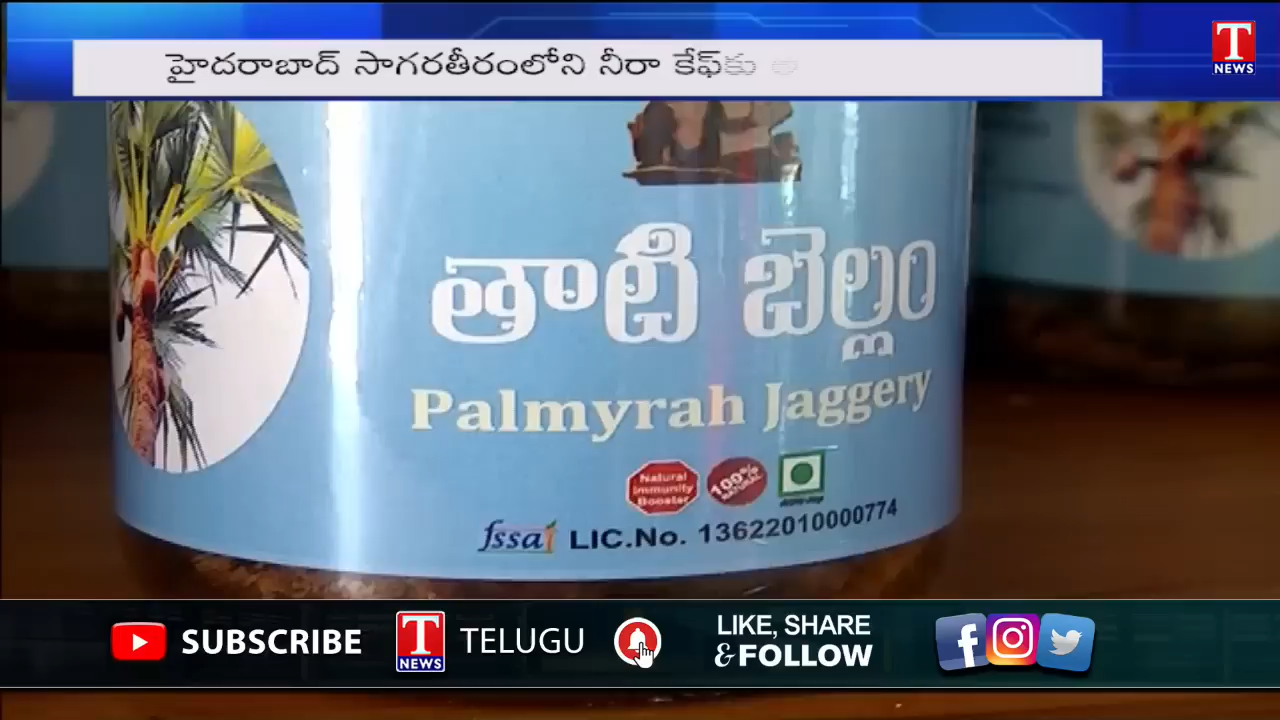 హైదరాబాద్ సాగరతీరంలోని నీరా కేఫ్‌కు
T
NEWS
తాటి బెల్లం
Palmyrah Jaggery
Natural
Immunity
Booster
100%
NATURAL
fssai LIC.No. 13622010000774
SUBSCRIBE
T
NEWS
TELUGU
LIKE, SHARE
& FOLLOW